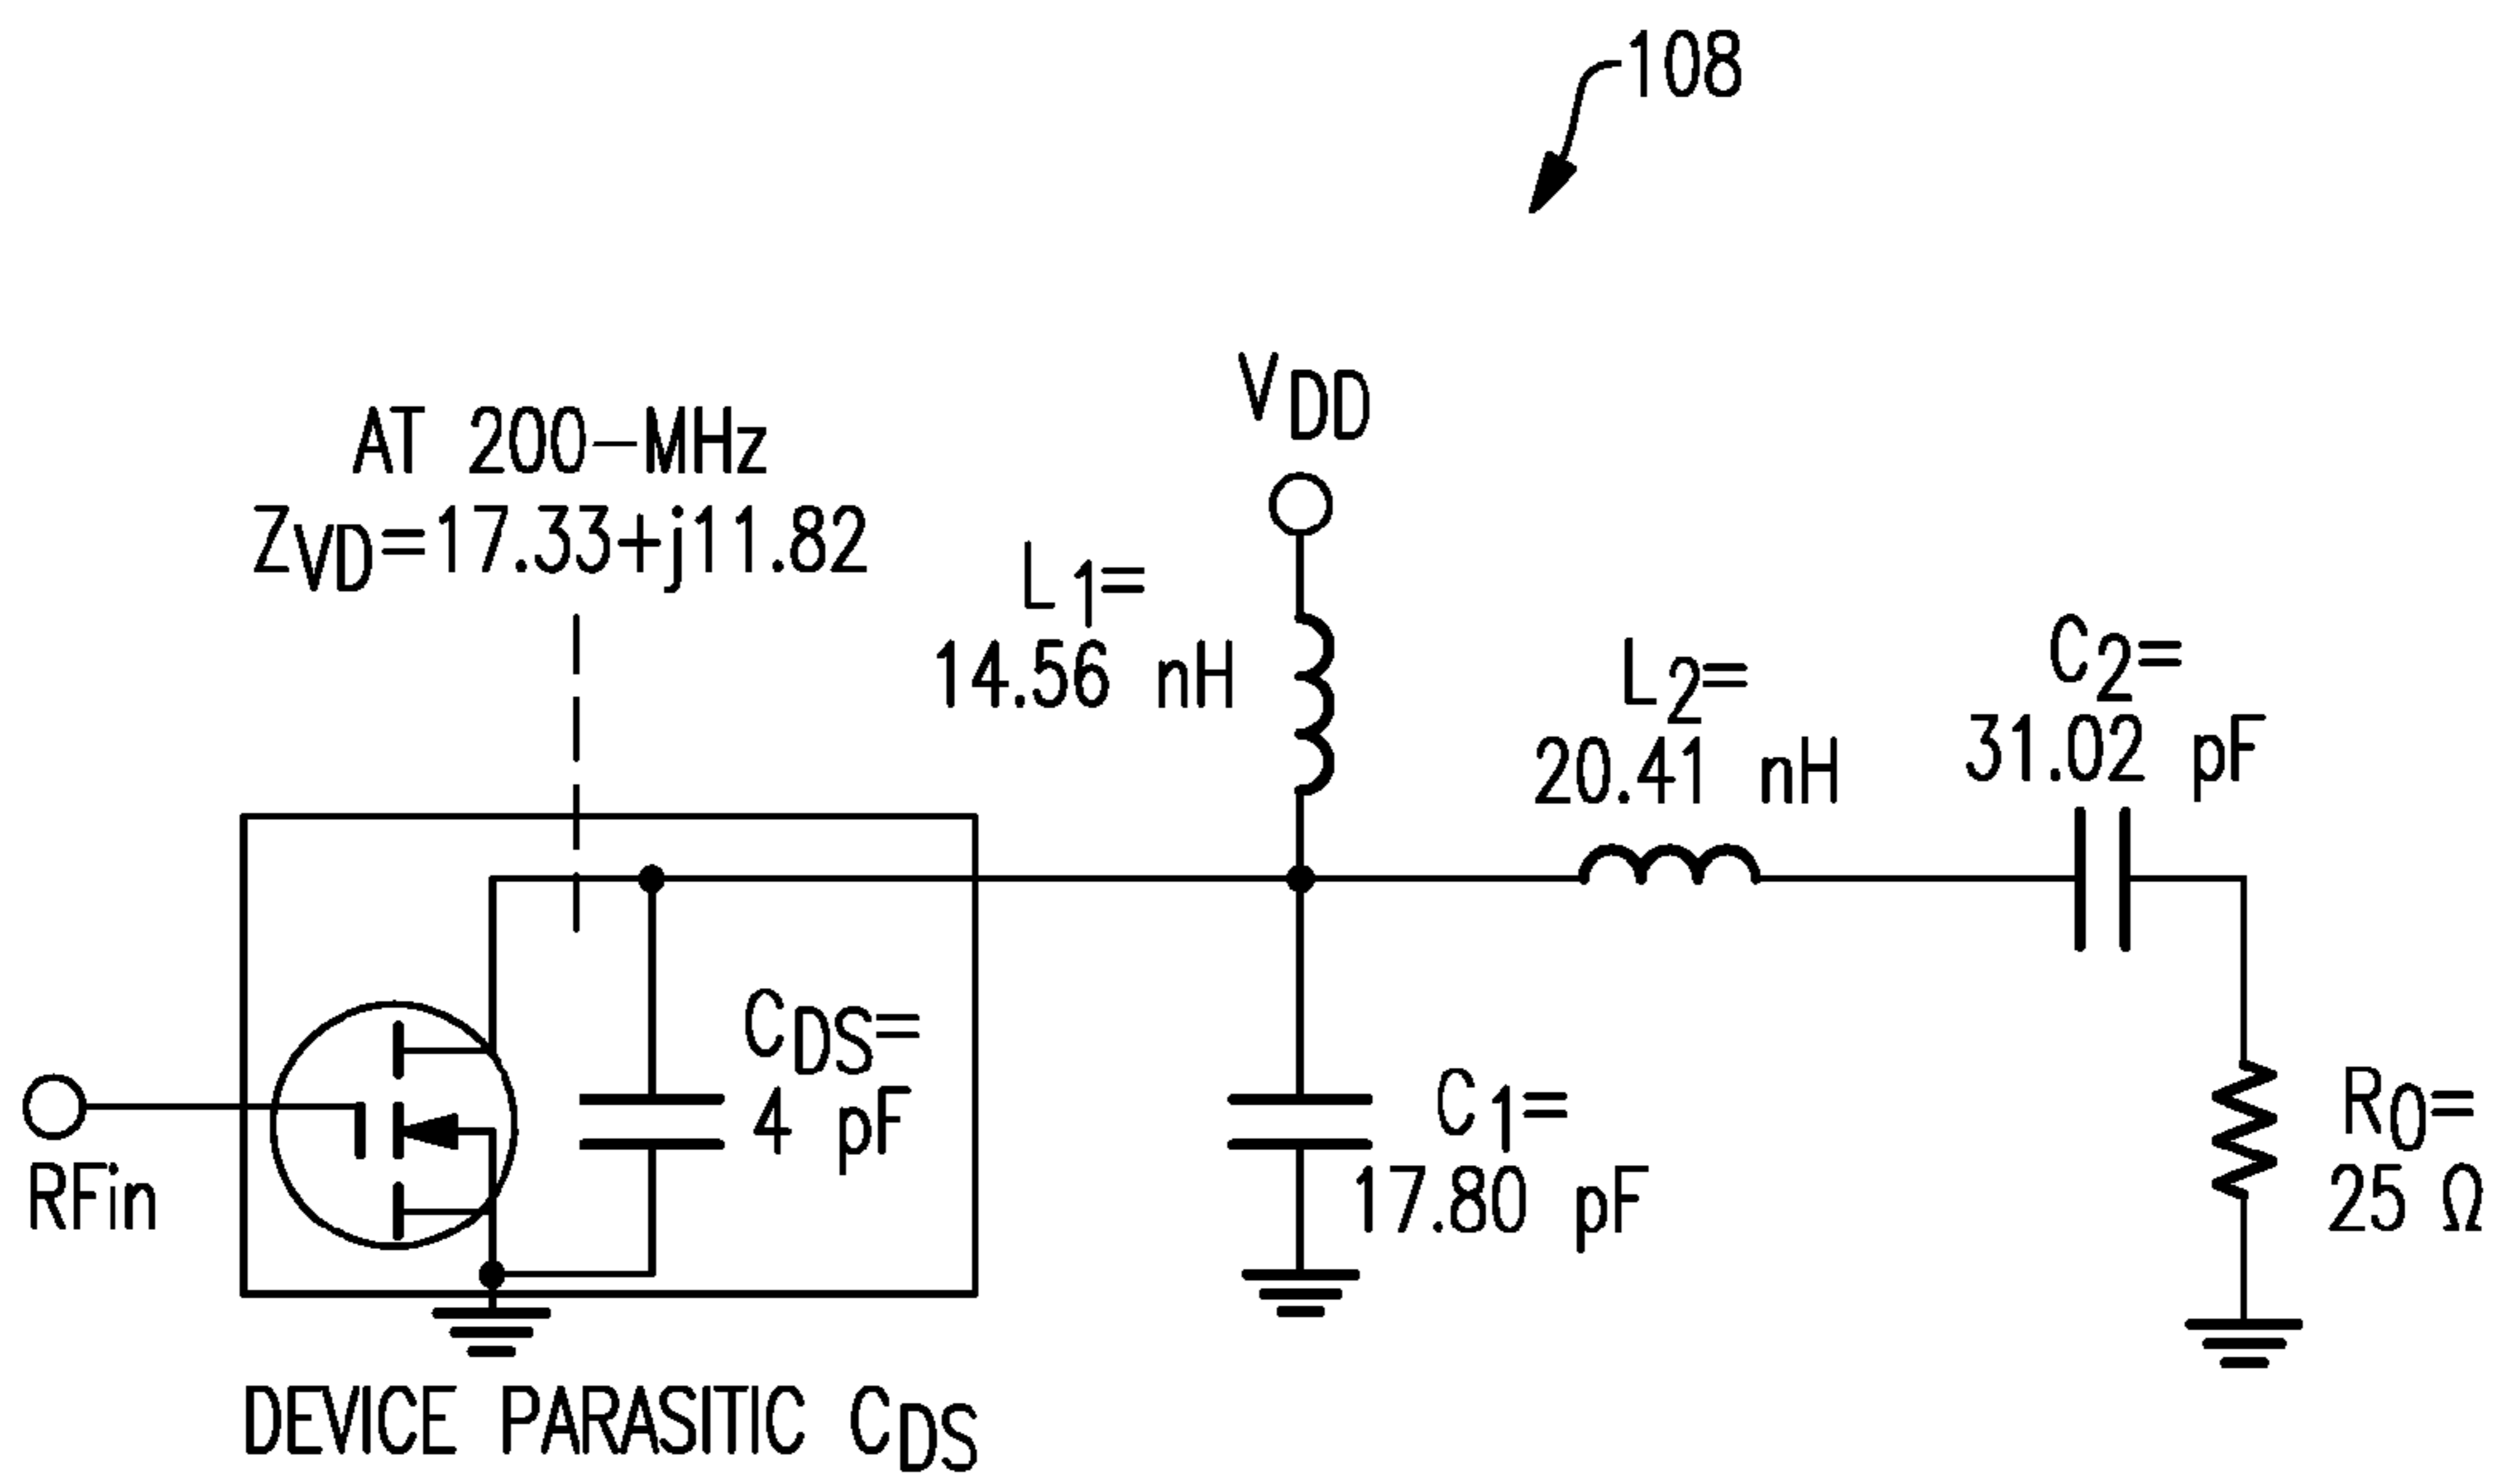 108
VDD
AT 200-MHz
ZVD=17.33+j11.82
L1=
14.56 nH
L2=
20.41 nH
C2=
31.02 pF
CDS=
4 pF
C1=
17.80 pF
RO=
25 Ω
RFin
DEVICE PARASITIC CDS